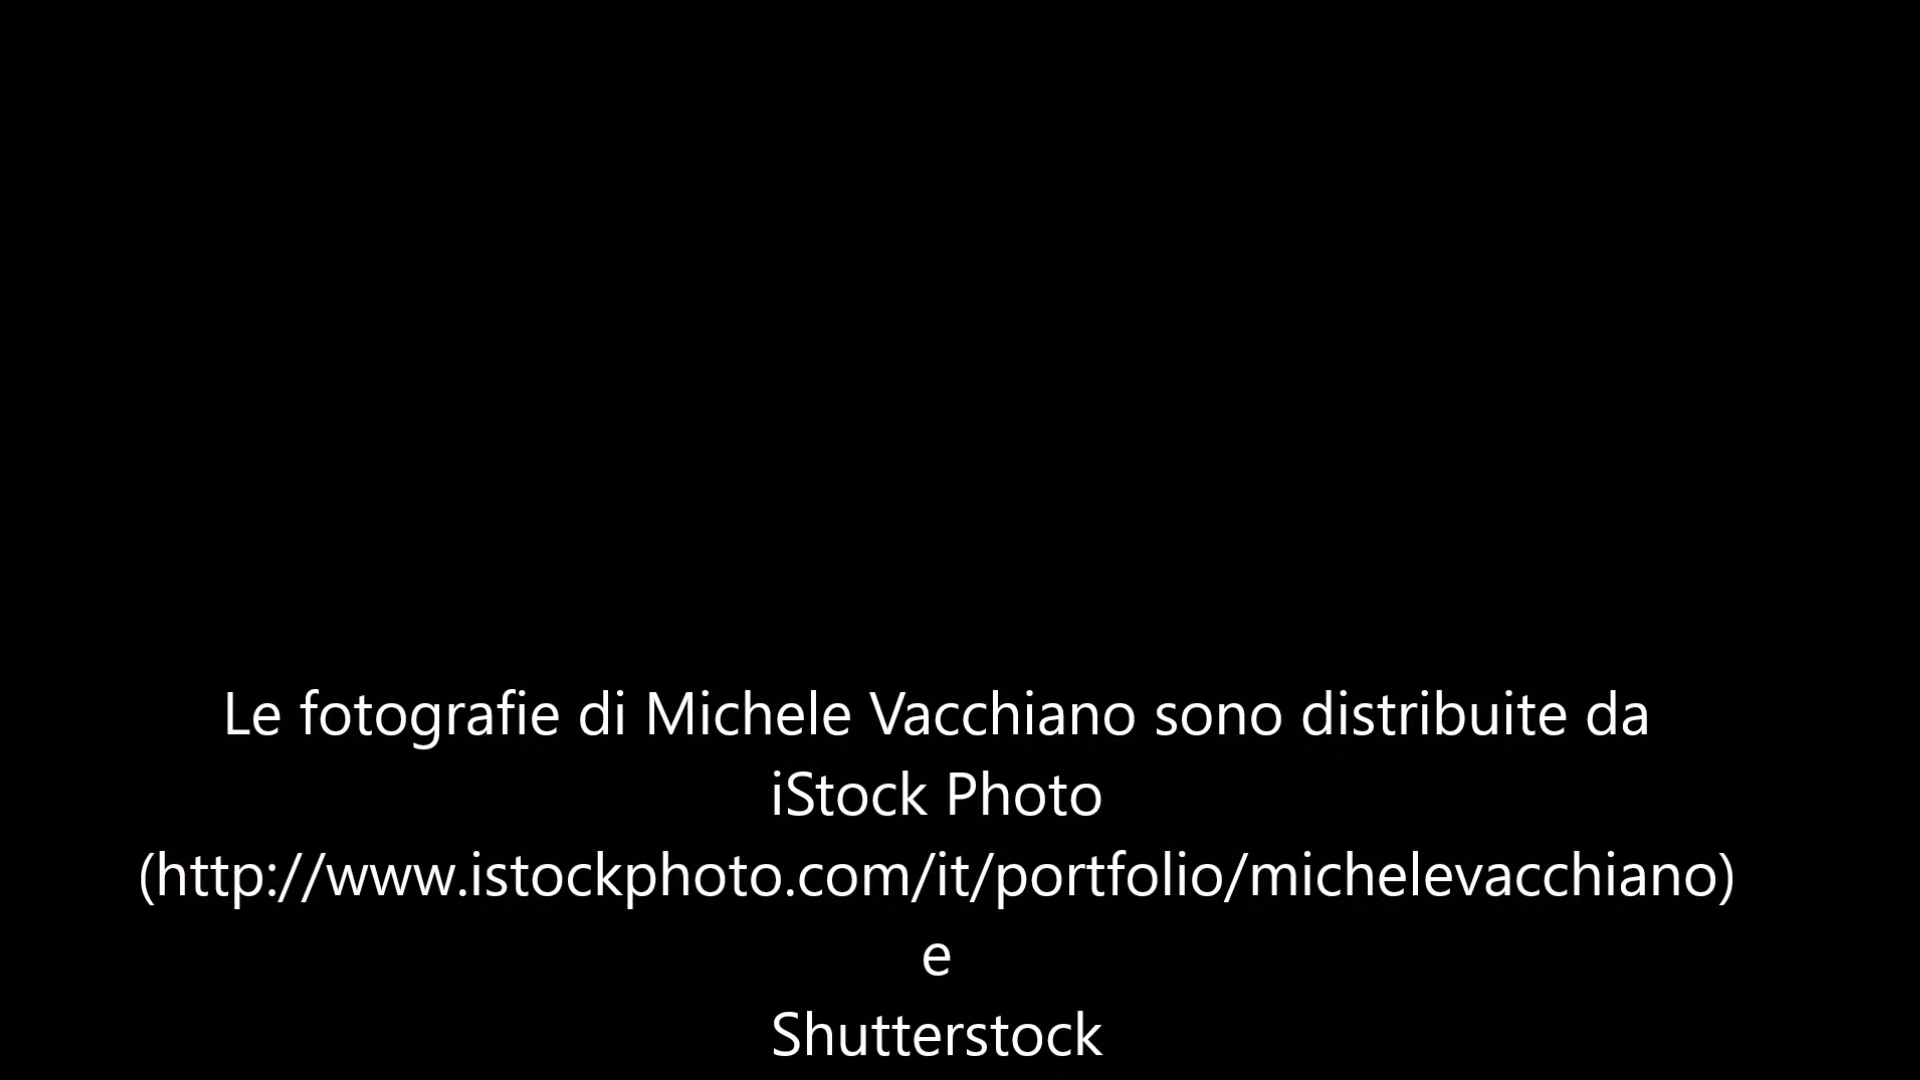 Le fotografie di Michele Vacchiano sono distribuite da
iStock Photo
(http://www.istockphoto.com/it/portfolio/michelevacchiano)
e
Shutterstock